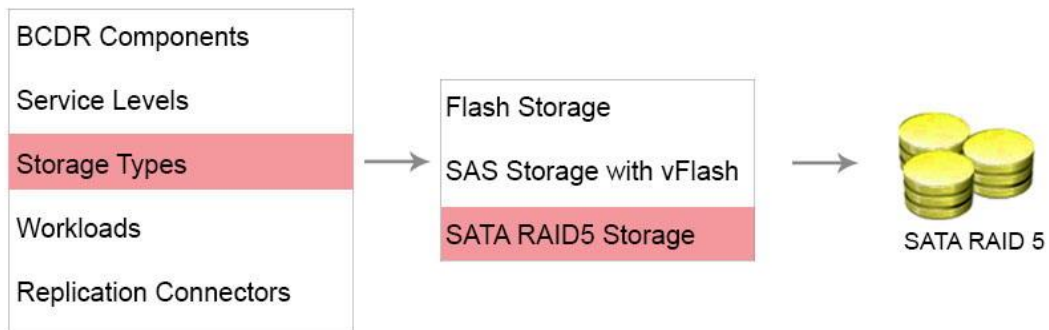 BCDR Components
Service Levels
Storage Types
Workloads
Replication Connectors
Flash Storage
SAS Storage with vFlash
SATA RAID5 Storage
SATA RAID 5